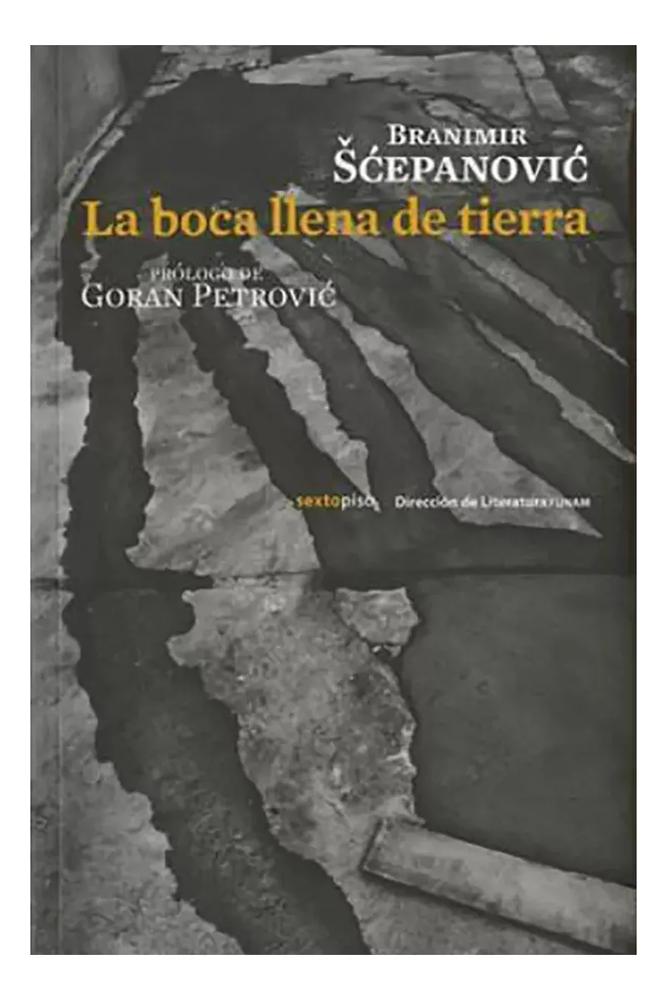 BRANIMIR
ŠĆEPANOVIĆ
La boca llena de tierra
PRÓLOGO DE
GORAN PETROVIĆ
sextopiso Dirección de Literatura/UNAM